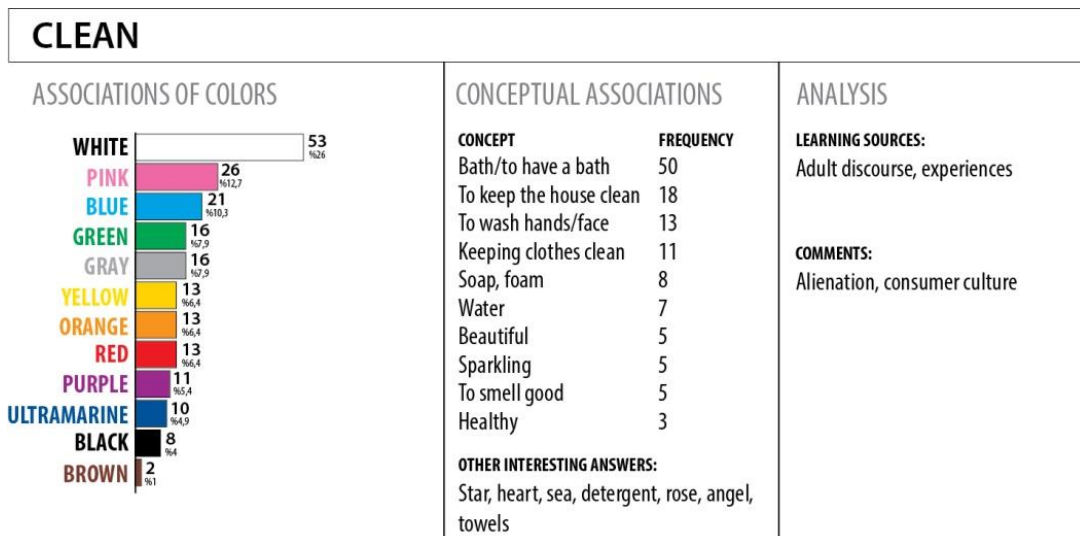 CLEAN
ASSOCIATIONS OF COLORS
WHITE 53
%26
PINK 26
%12,7
BLUE 21
%10,3
GREEN 16
%7,9
GRAY 16
%7,9
YELLOW 13
%6,4
ORANGE 13
%6,4
RED 13
%6,4
PURPLE 11
%5,4
ULTRAMARINE 10
%4,9
BLACK 8
%4
BROWN 2
%1
CONCEPTUAL ASSOCIATIONS
CONCEPT FREQUENCY
Bath/to have a bath 50
To keep the house clean 18
To wash hands/face 13
Keeping clothes clean 11
Soap, foam 8
Water 7
Beautiful 5
Sparkling 5
To smell good 5
Healthy 3
OTHER INTERESTING ANSWERS:
Star, heart, sea, detergent, rose, angel,
towels
ANALYSIS
LEARNING SOURCES:
Adult discourse, experiences
COMMENTS:
Alienation, consumer culture